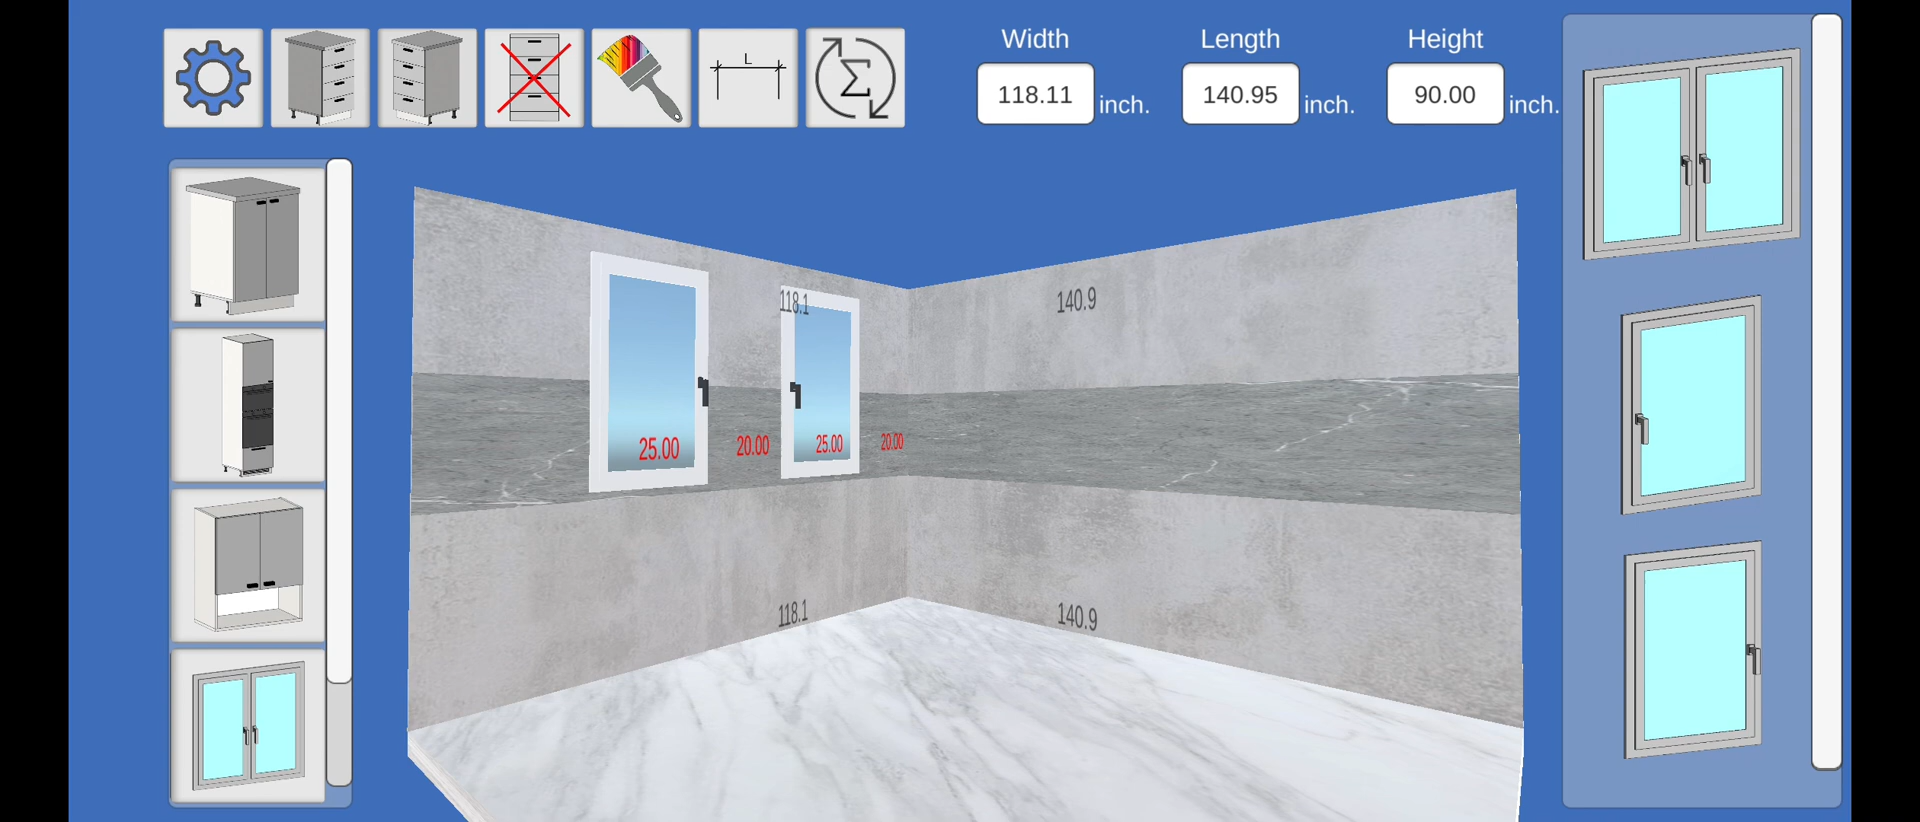 L
Σ
Width
Length
Height
118.11 inch.
140.95 inch.
90.00 inch.
118.1
140.9
25.00
20.00
25.00
20.00
118.1
140.9